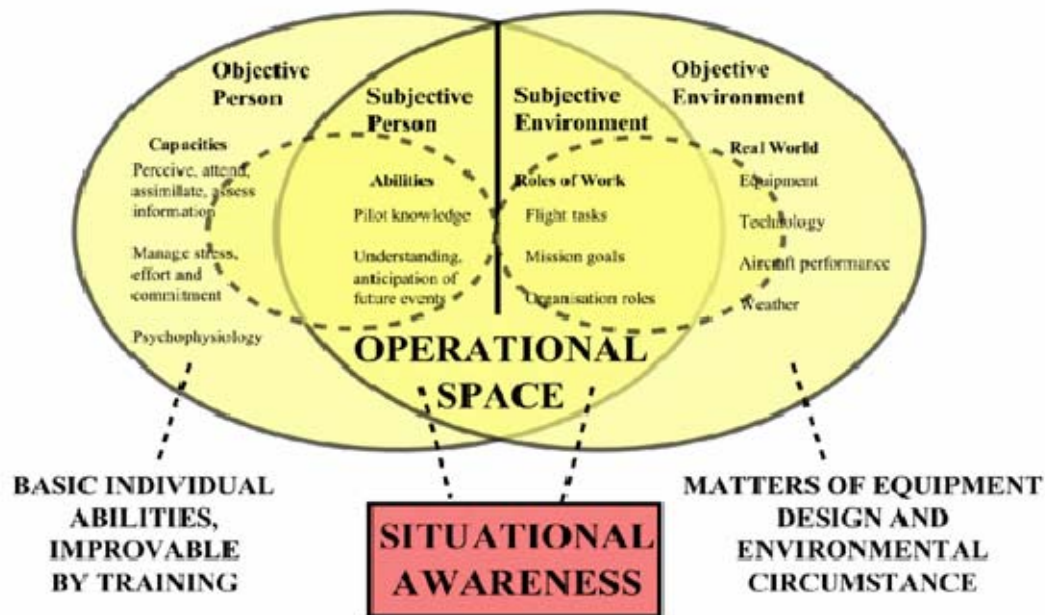 Objective
Person
Capacities
Perceive, attend,
assimilate, assess
information
Manage stress,
effort and
commitment
Psychophysiology
Subjective
Person
Abilities
Pilot knowledge
Understanding,
anticipation of
future events
Subjective
Environment
Roles of Work
Flight tasks
Mission goals
Organisation roles
Objective
Environment
Real World
Equipment
Technology
Aircraft performance
Weather
OPERATIONAL
SPACE
BASIC INDIVIDUAL
ABILITIES,
IMPROVABLE
BY TRAINING
SITUATIONAL
AWARENESS
MATTERS OF EQUIPMENT
DESIGN AND
ENVIRONMENTAL
CIRCUMSTANCE